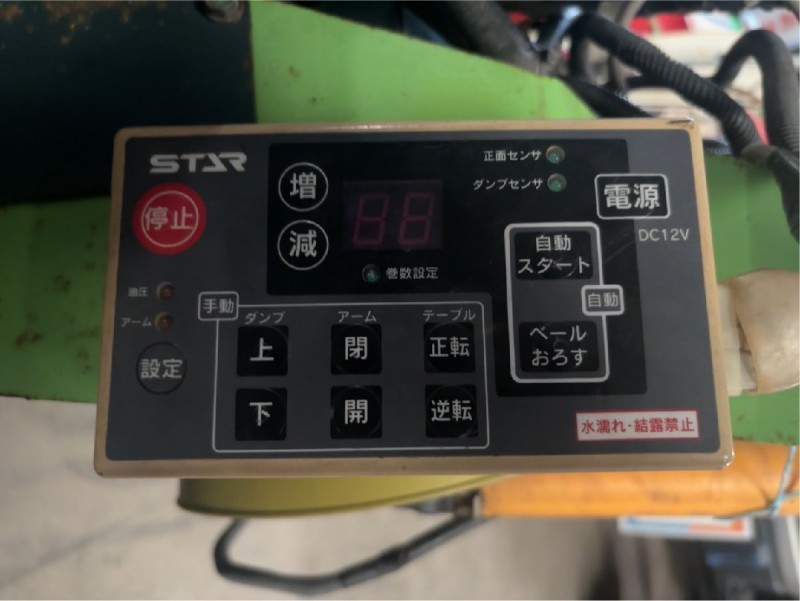 STAR
停止
増
減
88
巻数設定
正面センサ
ダンプセンサ
電源
DC12V
自動
スタート
自動
ベール
おろす
油圧
アーム
設定
手動
ダンプ
アーム
テーブル
上
閉
正転
下
開
逆転
水濡れ・結露禁止